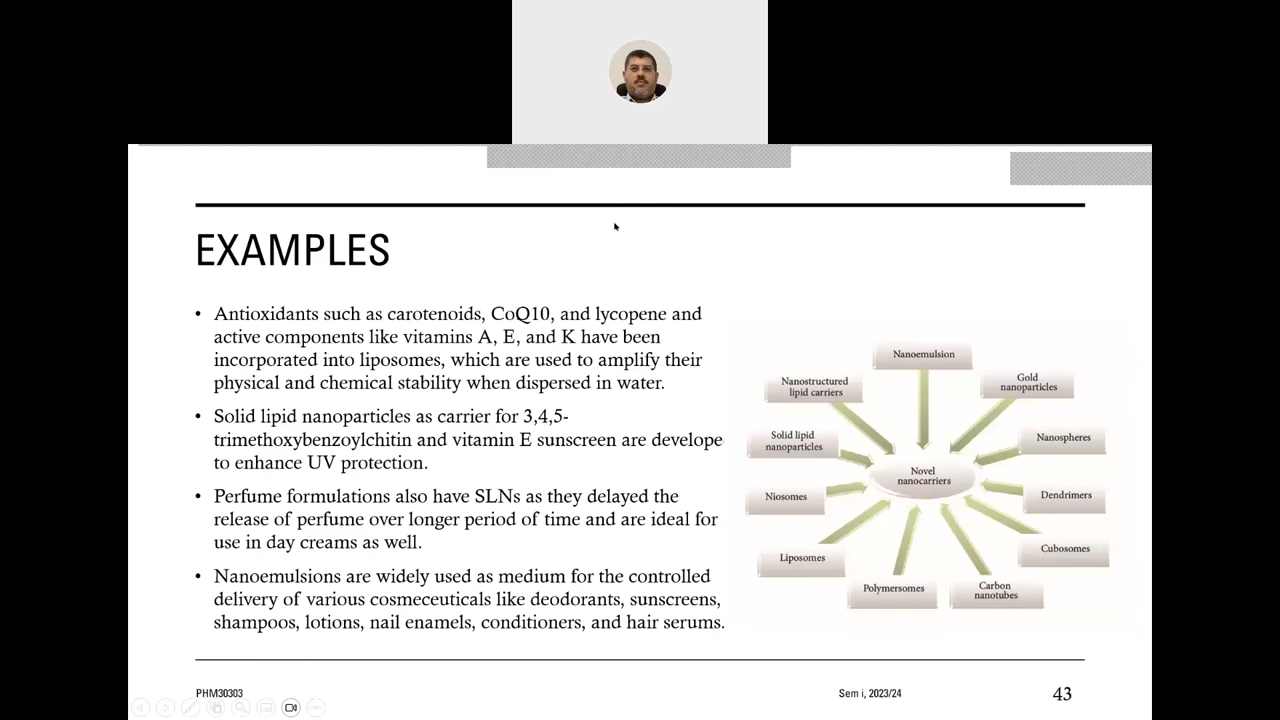 EXAMPLES
• Antioxidants such as carotenoids, CoQ10, and lycopene and
active components like vitamins A, E, and K have been
incorporated into liposomes, which are used to amplify their
physical and chemical stability when dispersed in water.
• Solid lipid nanoparticles as carrier for 3,4,5-
trimethoxybenzoylchitin and vitamin E sunscreen are develope
to enhance UV protection.
• Perfume formulations also have SLNs as they delayed the
release of perfume over longer period of time and are ideal for
use in day creams as well.
• Nanoemulsions are widely used as medium for the controlled
delivery of various cosmeceuticals like deodorants, sunscreens,
shampoos, lotions, nail enamels, conditioners, and hair serums.
Nanoemulsion
Nanostructured
lipid carriers
Gold
nanoparticles
Solid lipid
nanoparticles
Nanospheres
Novel
nanocarriers
Niosomes
Dendrimers
Liposomes
Cubosomes
Polymersomes
Carbon
nanotubes
PHM30303
Sem i, 2023/24
43